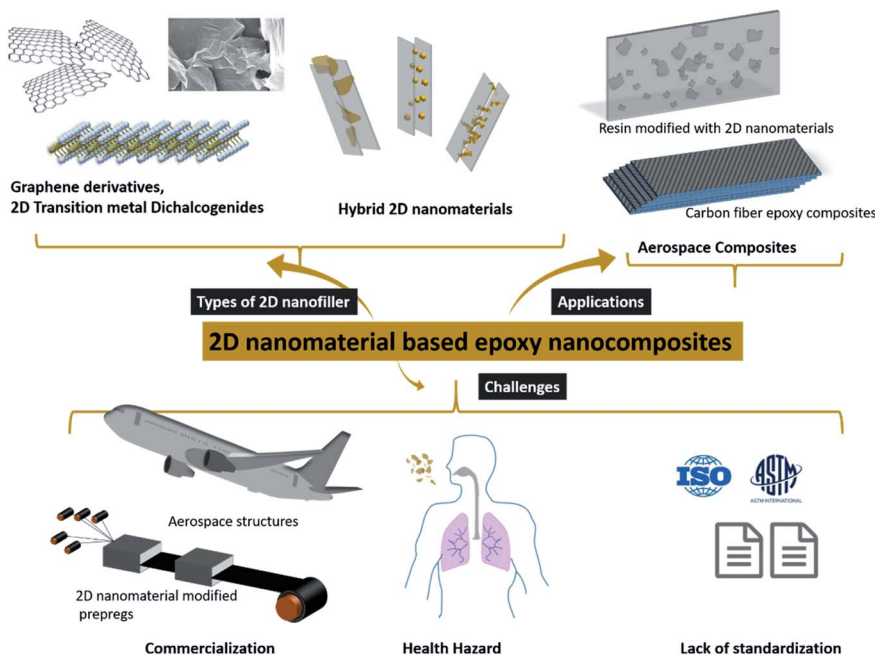 Resin modified with 2D nanomaterials
Graphene derivatives,
2D Transition metal Dichalcogenides
Hybrid 2D nanomaterials
Carbon fiber epoxy composites
Aerospace Composites
Types of 2D nanofiller
Applications
2D nanomaterial based epoxy nanocomposites
Challenges
Aerospace structures
2D nanomaterial modified
prepregs
ISO
ASTM
ASTM INTERNATIONAL
Commercialization
Health Hazard
Lack of standardization